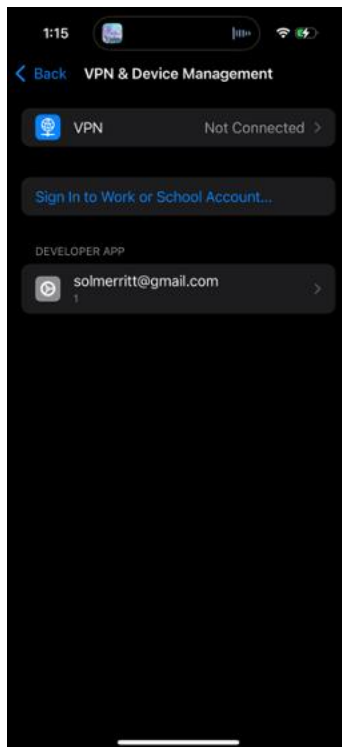 1:15
Back VPN & Device Management
VPN Not Connected
Sign In to Work or School Account...
DEVELOPER APP
solmerritt@gmail.com
1